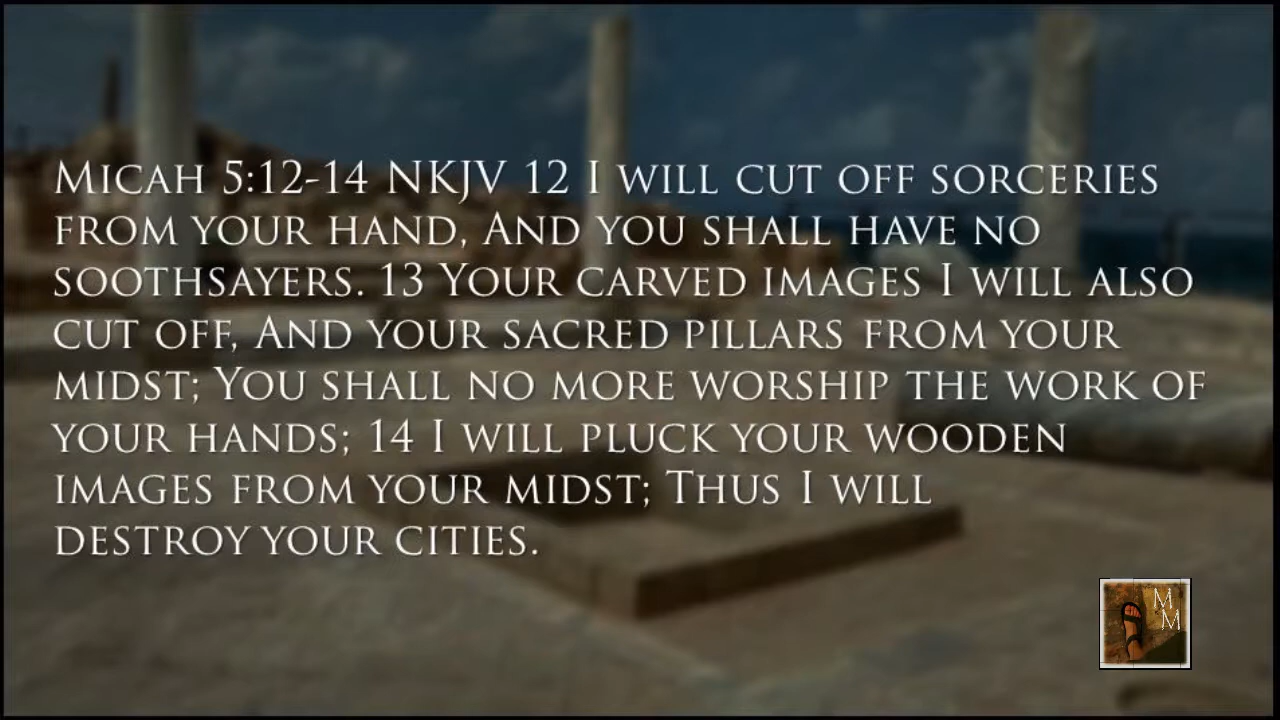 Micah 5:12-14 NKJV 12 I will cut off sorceries
from your hand, And you shall have no
soothsayers. 13 Your carved images I will also
cut off, And your sacred pillars from your
midst; You shall no more worship the work of
your hands; 14 I will pluck your wooden
images from your midst; Thus I will
destroy your cities.
M
M